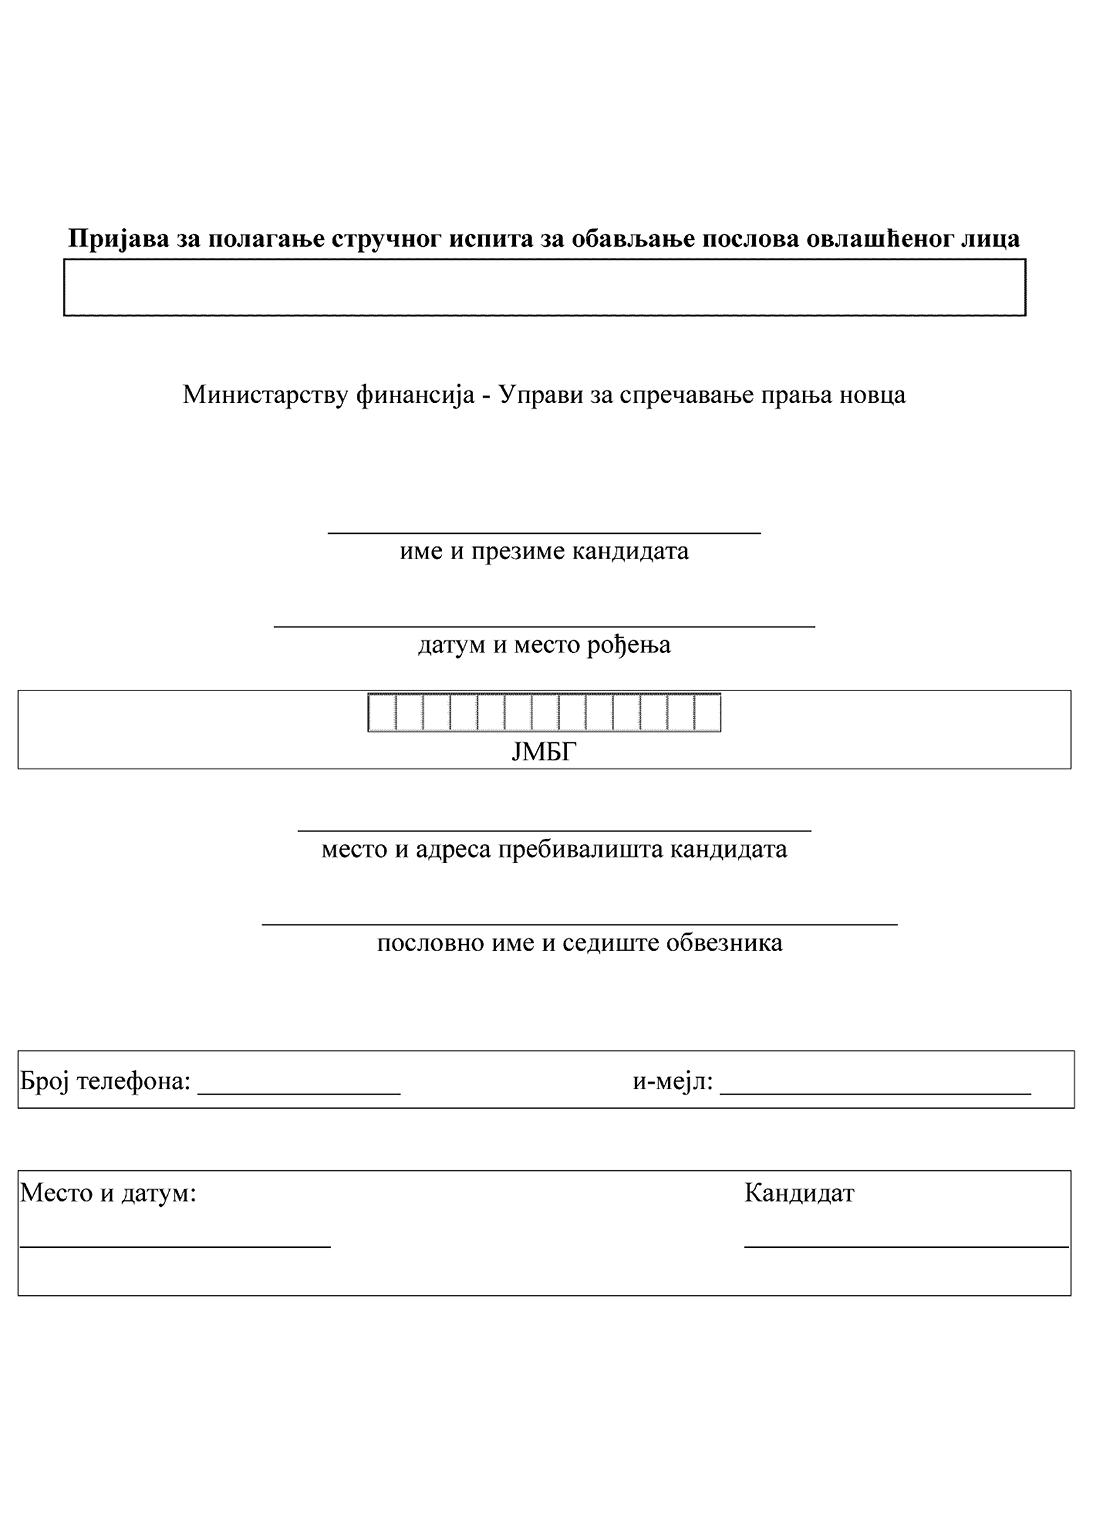 Пријава за полагање стручног испита за обављање послова овлашћеног лица
Министарству финансија - Управи за спречавање прања новца
име и презиме кандидата
датум и место рођења
ЈМБГ
место и адреса пребивалишта кандидата
пословно име и седиште обвезника
Број телефона: _______________ и-мејл: _______________________
Место и датум: Кандидат